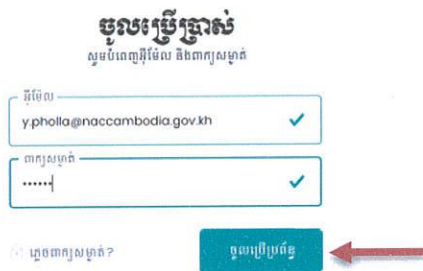 ចូលប្រើប្រាស់
សូមបំពេញអ៊ីម៉ែល និងពាក្យសម្ងាត់
អ៊ីម៉ែល
y.pholla@naccambodia.gov.kh
ពាក្យសម្ងាត់
••••••
ភ្លេចពាក្យសម្ងាត់?
ចូលប្រើប្រព័ន្ធ